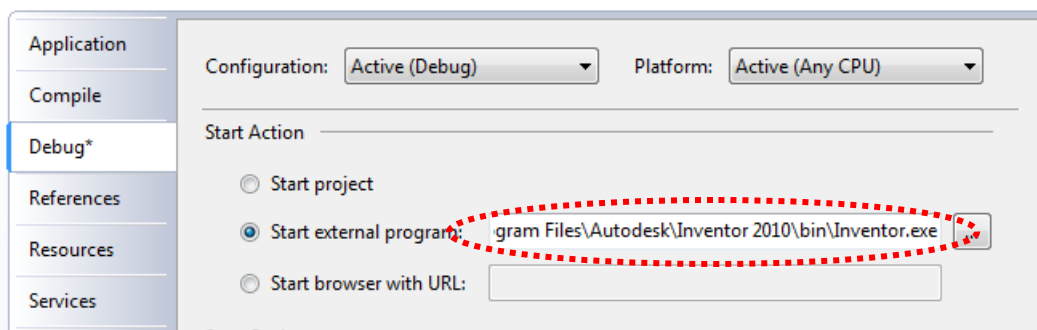 Application
Compile
Debug*
References
Resources
Services
Configuration: Active (Debug) Platform: Active (Any CPU)
Start Action
Start project
Start external program: gram Files\Autodesk\Inventor 2010\bin\Inventor.exe ...
Start browser with URL: